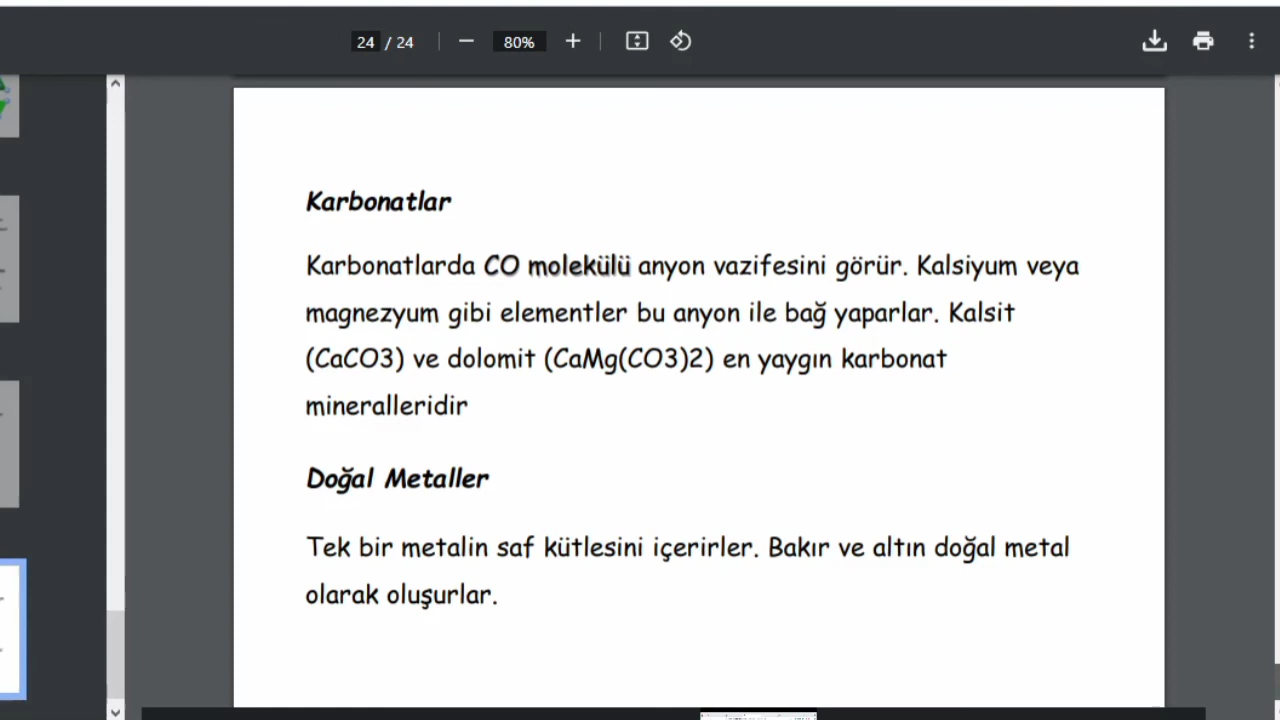 24 / 24
80%
Karbonatlar
Karbonatlarda CO molekülü anyon vazifesini görür. Kalsiyum veya
magnezyum gibi elementler bu anyon ile bağ yaparlar. Kalsit
(CaCO3) ve dolomit (CaMg(CO3)2) en yaygın karbonat
mineralleridir
Doğal Metaller
Tek bir metalin saf kütlesini içerirler. Bakır ve altın doğal metal
olarak oluşurlar.